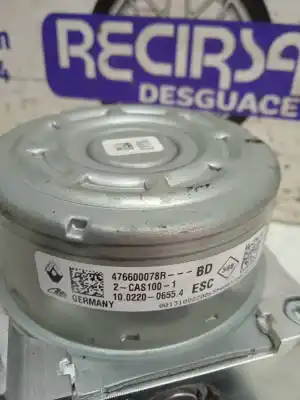 RECIRSA
DESGUACE
476600078R--- BD
2-CAS100-1
10.0220-0655.4 ESC
GERMANY